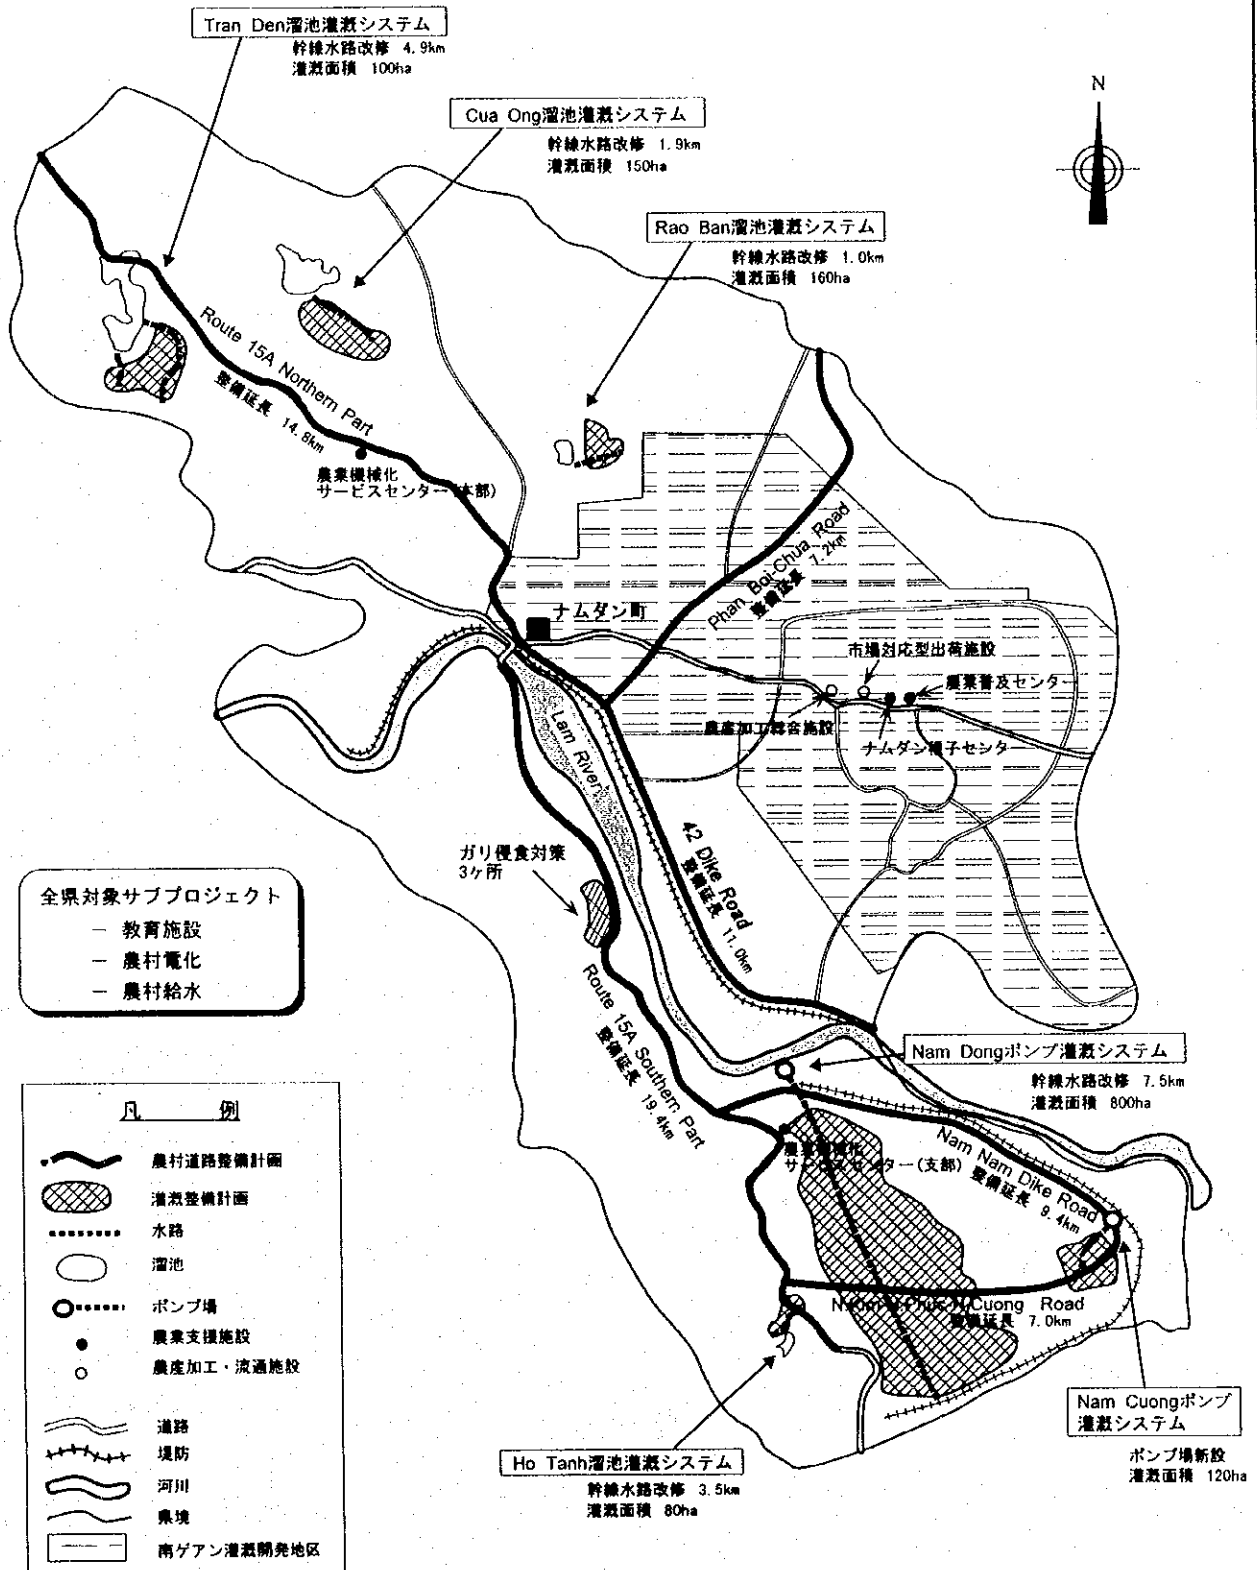 Tran Den溜池灌漑システム
幹線水路改修 4.9km
灌漑面積 100ha
Cua Ong溜池灌漑システム
幹線水路改修 1.9km
灌漑面積 150ha
N
Rao Ban溜池灌漑システム
幹線水路改修 1.0km
灌漑面積 160ha
Route 15A Northern Part
整備延長 14.8km
農業機械化
サービスセンター(本部)
Phan Boi-Chua Road
整備延長 7.2km
ナムダン町
市場対応型出荷施設
農業普及センター
農産加工総合施設
ナムダン種子センター
Lam River
42 Dike Road
整備延長 11.0km
ガリ侵食対策
3ヶ所
全県対象サブプロジェクト
－ 教育施設
－ 農村電化
－ 農村給水
Route 15A Southern Part
整備延長 19.4km
Nam Dongポンプ灌漑システム
幹線水路改修 7.5km
灌漑面積 800ha
農業機械化
サービスセンター(支部)
Nam Nam Dike Road
整備延長 9.4km
Cuong Road
整備延長 7.0km
Nam Cuongポンプ
灌漑システム
ポンプ場新設
灌漑面積 120ha
Ho Tanh溜池灌漑システム
幹線水路改修 3.5km
灌漑面積 80ha
凡 例
農村道路整備計画
灌漑整備計画
水路
溜池
ポンプ場
農業支援施設
農産加工・流通施設
道路
堤防
河川
県境
南ゲアン灌漑開発地区